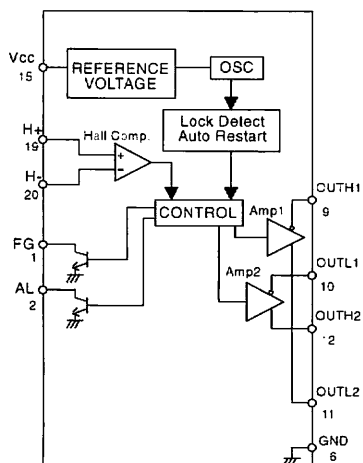 Vcc
15
REFERENCE
VOLTAGE
OSC
H+
19
Hall Comp.
Lock Detect
Auto Restart
+
−
H-
20
CONTROL
Amp1
OUTH1
9
FG
1
Amp2
OUTL1
10
AL
2
OUTH2
12
OUTL2
11
GND
6